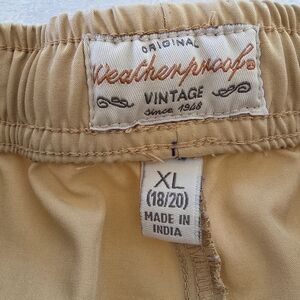 ORIGINAL
Weatherproof®
VINTAGE
since 1948
XL
(18/20)
MADE IN
INDIA